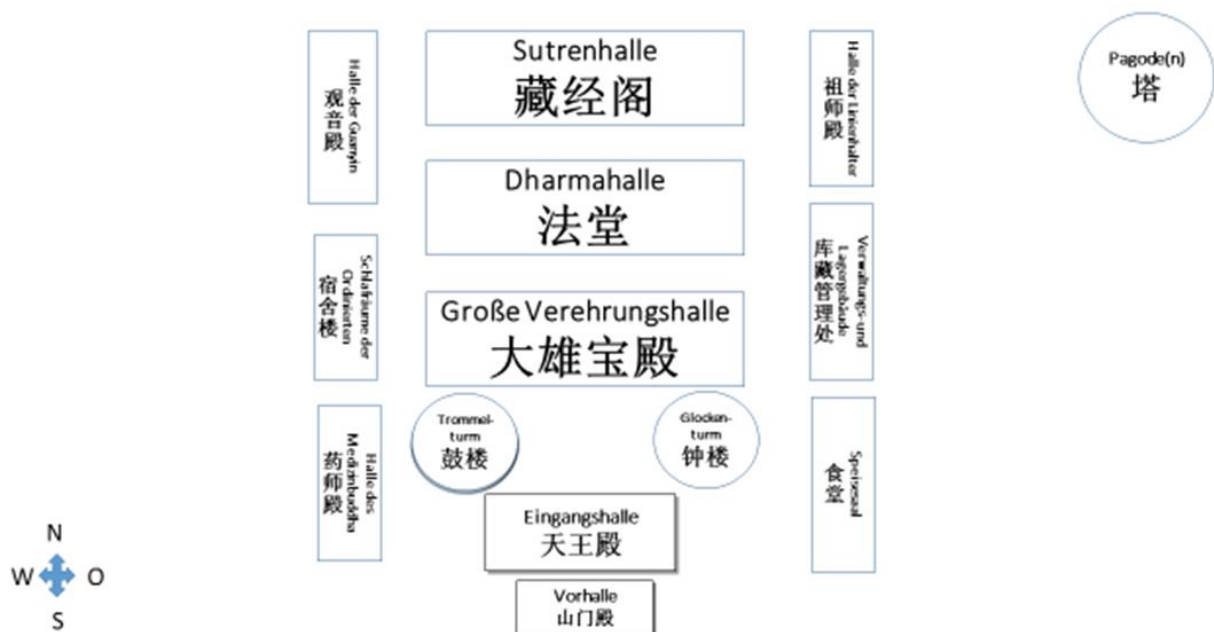 Sutrenhalle
藏经阁
Dharmahalle
法堂
Große Verehrungshalle
大雄宝殿
Trommel-
turm
鼓楼
Glocken-
turm
钟楼
Eingangshalle
天王殿
Vorhalle
山门殿
Halle der Guanyin
观音殿
Schlafräume der
Ordinierten
宿舍楼
Halle des
Medizinbuddha
药师殿
Halle der Linienhalter
祖师殿
Verwaltungs-und
Lagergebäude
库藏管理处
Speisesaal
食堂
Pagode(n)
塔
N
W O
S